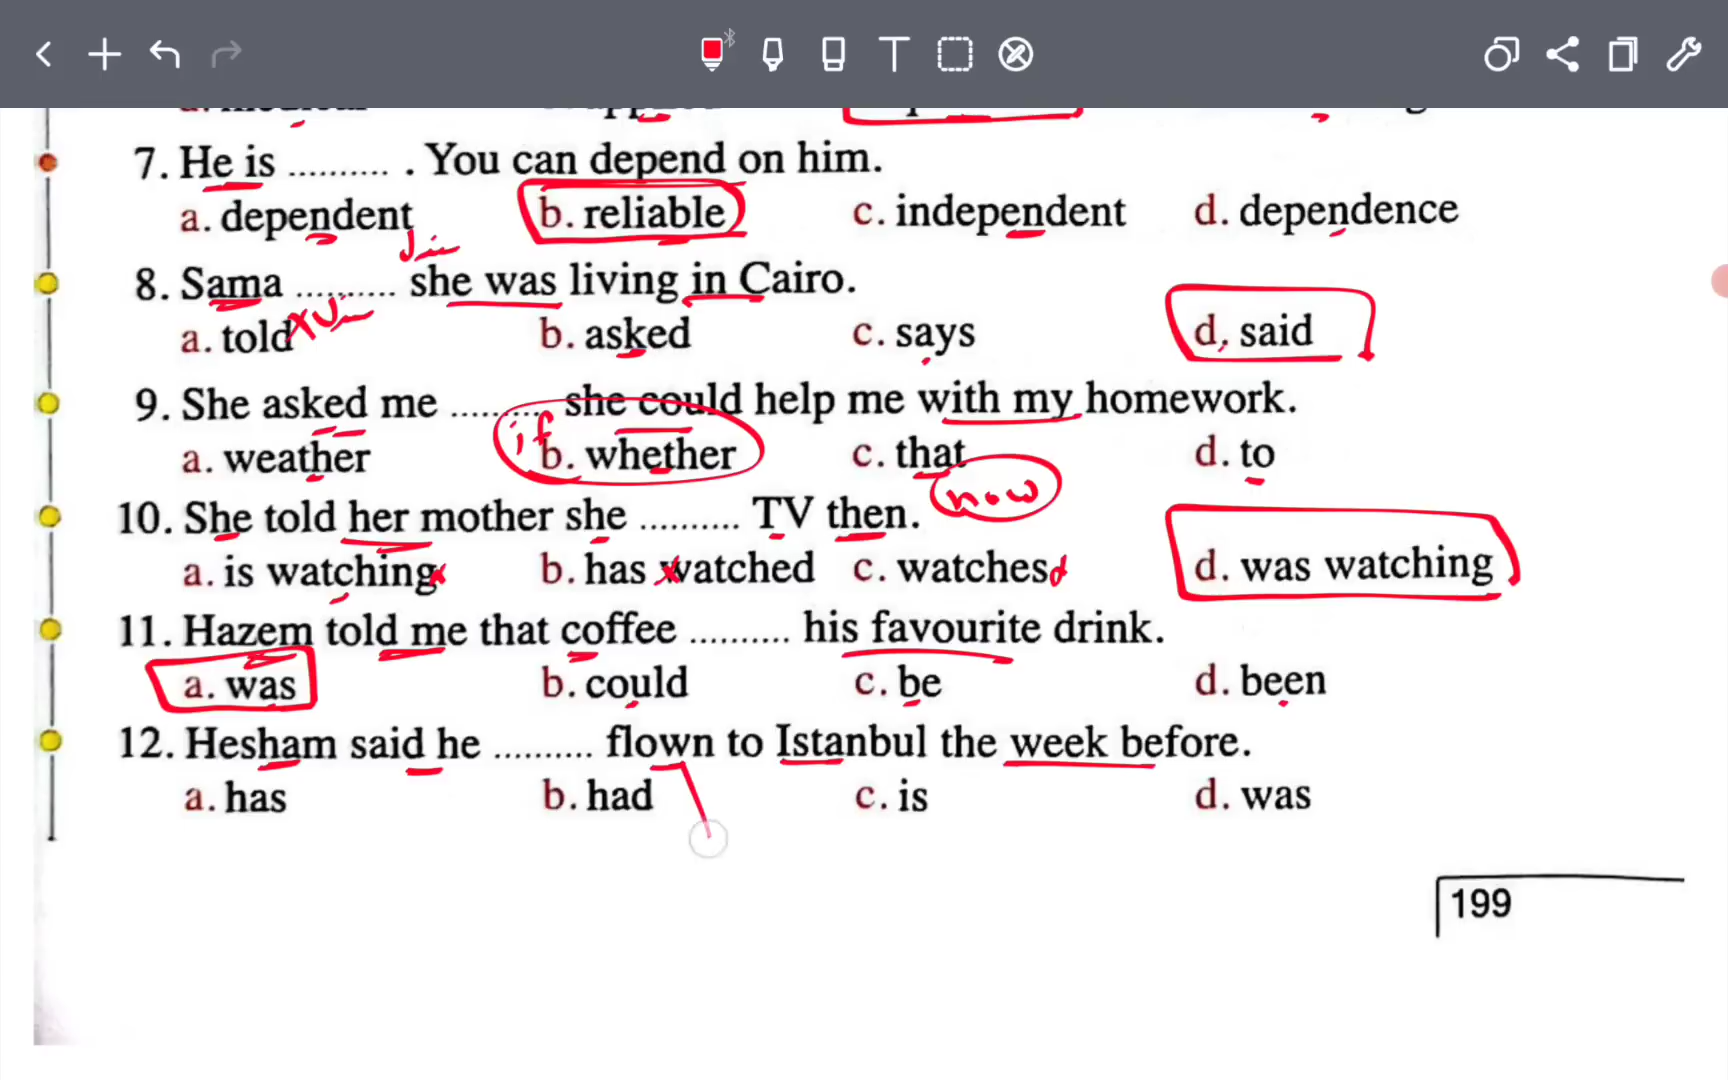 7. He is .......... . You can depend on him.
a. dependent b. reliable c. independent d. dependence
8. Sama .......... she was living in Cairo.
a. told b. asked c. says d. said
9. She asked me .......... she could help me with my homework.
if
a. weather b. whether c. that d. to
now
10. She told her mother she .......... TV then.
a. is watching b. has watched c. watches d. was watching
11. Hazem told me that coffee .......... his favourite drink.
a. was b. could c. be d. been
12. Hesham said he .......... flown to Istanbul the week before.
a. has b. had c. is d. was
199